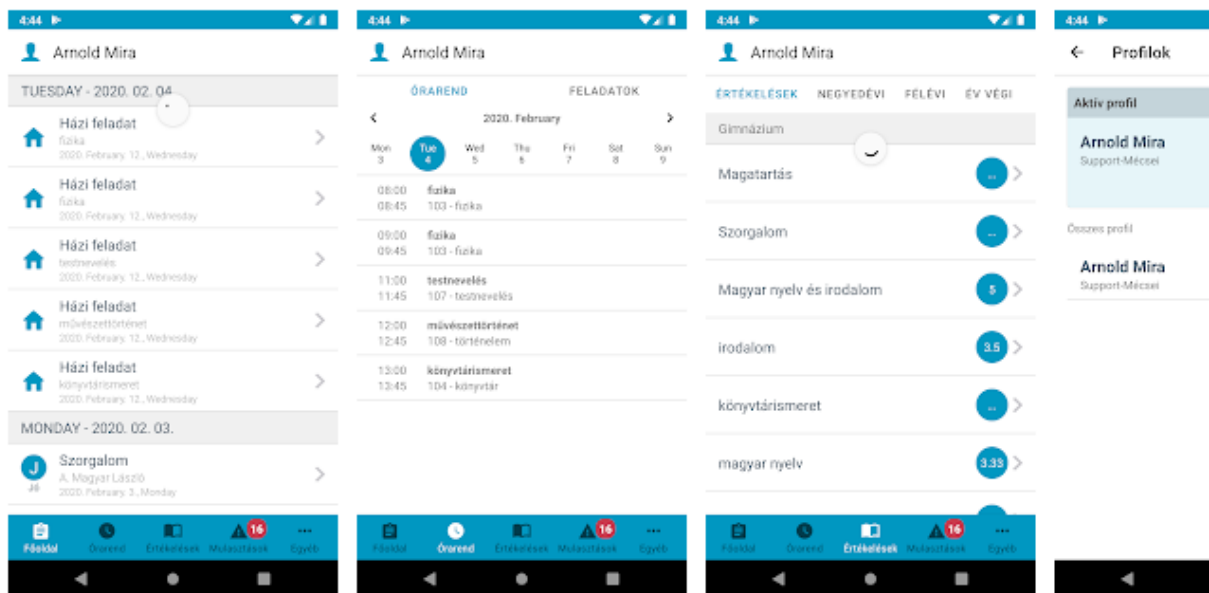 4:44
Arnold Mira
TUESDAY - 2020. 02. 04.
Házi feladat
fizika
2020. February. 12., Wednesday
Házi feladat
fizika
2020. February. 12., Wednesday
Házi feladat
testnevelés
2020. February. 12., Wednesday
Házi feladat
művészettörténet
2020. February. 12., Wednesday
Házi feladat
könyvtárismeret
2020. February. 12., Wednesday
MONDAY - 2020. 02. 03.
J
Jó
Szorgalom
A. Magyar László
2020. February. 3., Monday
16
Főoldal Órarend Értékelések Mulasztások Egyéb
4:44
Arnold Mira
ÓRAREND FELADATOK
2020. February
Mon Tue Wed Thu Fri Sat Sun
3 4 5 6 7 8 9
08:00 fizika
08:45 103 - fizika
09:00 fizika
09:45 103 - fizika
11:00 testnevelés
11:45 107 - testnevelés
12:00 művészettörténet
12:45 108 - történelem
13:00 könyvtárismeret
13:45 104 - könyvtár
16
Főoldal Órarend Értékelések Mulasztások Egyéb
4:44
Arnold Mira
ÉRTÉKELÉSEK NEGYEDÉVI FÉLÉVI ÉV VÉGI
Gimnázium
Magatartás ...
Szorgalom ...
Magyar nyelv és irodalom 5
irodalom 3.5
könyvtárismeret ...
magyar nyelv 3.33
16
Főoldal Órarend Értékelések Mulasztások Egyéb
4:44
Profilok
Aktív profil
Arnold Mira
Support-Mécsei
Összes profil
Arnold Mira
Support-Mécsei